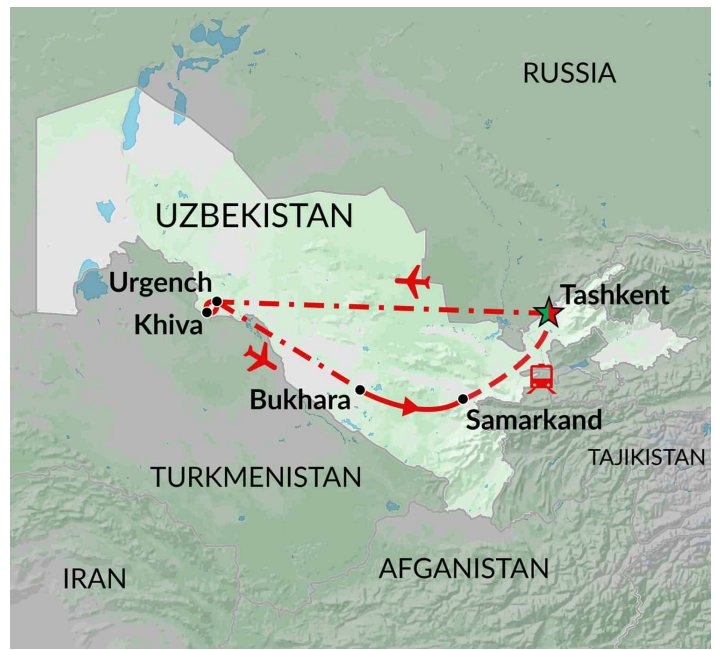 RUSSIA
UZBEKISTAN
Urgench
Tashkent
Khiva
Bukhara
Samarkand
TAJIKISTAN
TURKMENISTAN
AFGANISTAN
IRAN